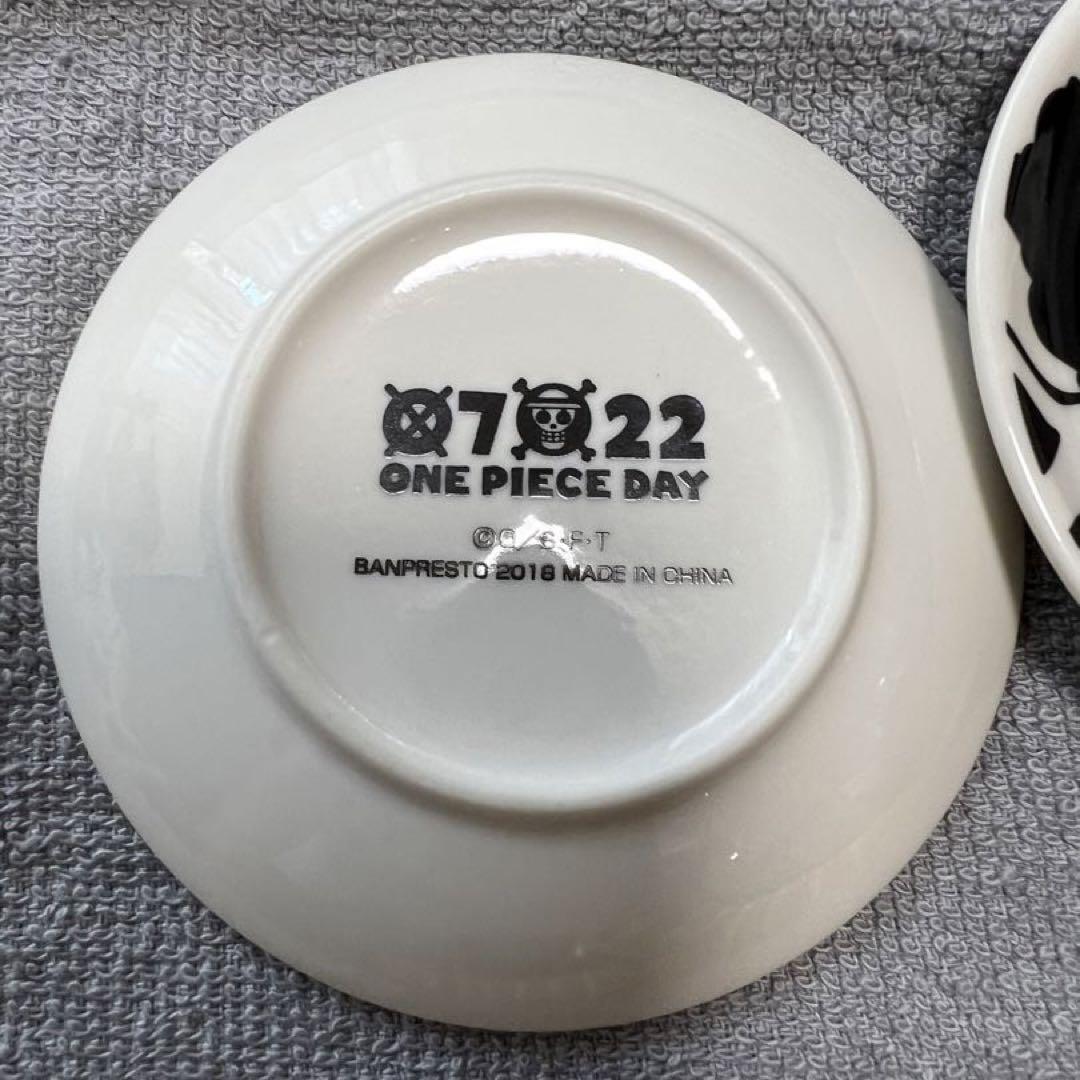 07 22
ONE PIECE DAY
©O/S·F·T
BANPRESTO 2018 MADE IN CHINA